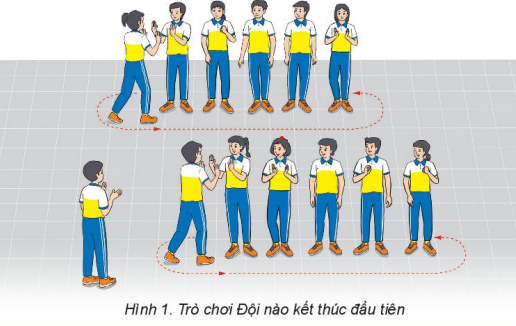 Hình 1. Trò chơi Đội nào kết thúc đầu tiên